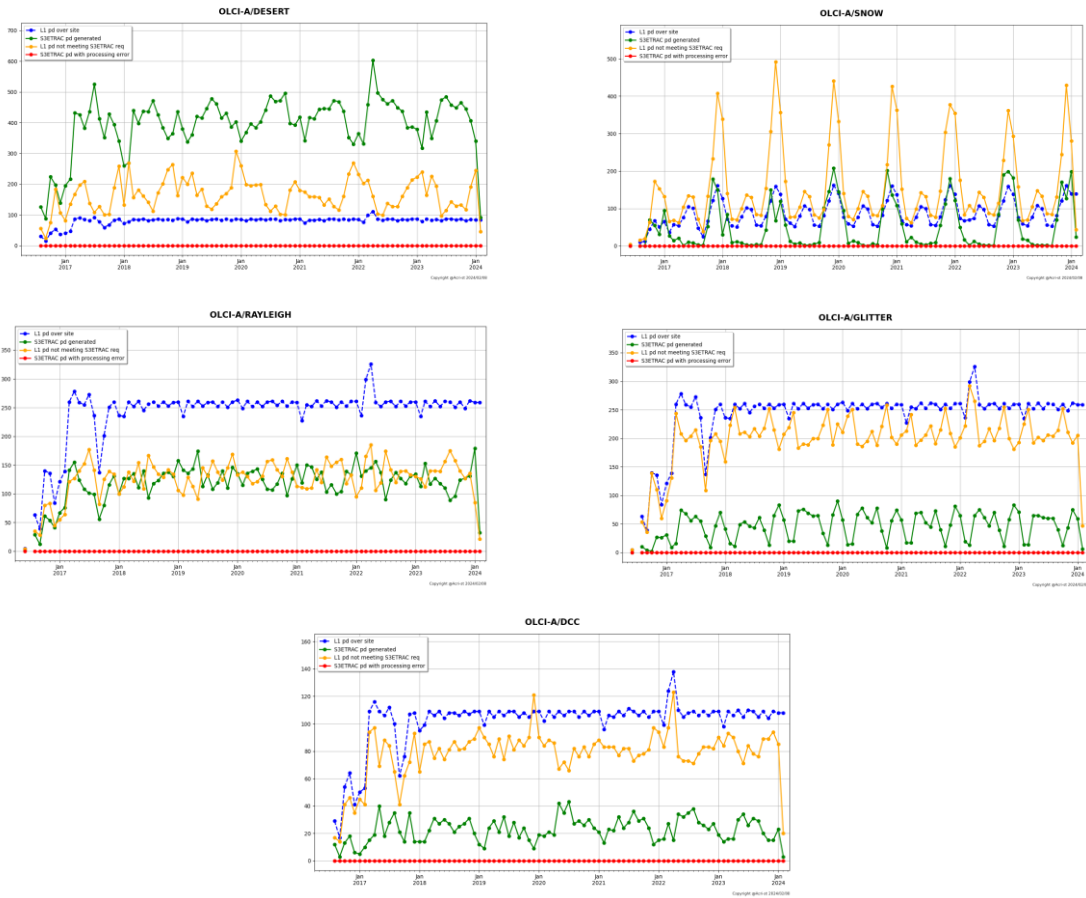 OLCI-A/DESERT
L1 pd over site
S3ETRAC pd generated
L1 pd not meeting S3ETRAC req
S3ETRAC pd with processing error
700
600
500
400
300
200
100
0
Jan 2017
Jan 2018
Jan 2019
Jan 2020
Jan 2021
Jan 2022
Jan 2023
Jan 2024
OLCI-A/SNOW
L1 pd over site
S3ETRAC pd generated
L1 pd not meeting S3ETRAC req
S3ETRAC pd with processing error
500
400
300
200
100
0
Jan 2017
Jan 2018
Jan 2019
Jan 2020
Jan 2021
Jan 2022
Jan 2023
Jan 2024
OLCI-A/RAYLEIGH
L1 pd over site
S3ETRAC pd generated
L1 pd not meeting S3ETRAC req
S3ETRAC pd with processing error
350
300
250
200
150
100
50
0
Jan 2017
Jan 2018
Jan 2019
Jan 2020
Jan 2021
Jan 2022
Jan 2023
Jan 2024
OLCI-A/GLITTER
L1 pd over site
S3ETRAC pd generated
L1 pd not meeting S3ETRAC req
S3ETRAC pd with processing error
350
300
250
200
150
100
50
0
Jan 2017
Jan 2018
Jan 2019
Jan 2020
Jan 2021
Jan 2022
Jan 2023
Jan 2024
OLCI-A/DCC
L1 pd over site
S3ETRAC pd generated
L1 pd not meeting S3ETRAC req
S3ETRAC pd with processing error
160
140
120
100
80
60
40
20
0
Jan 2017
Jan 2018
Jan 2019
Jan 2020
Jan 2021
Jan 2022
Jan 2023
Jan 2024